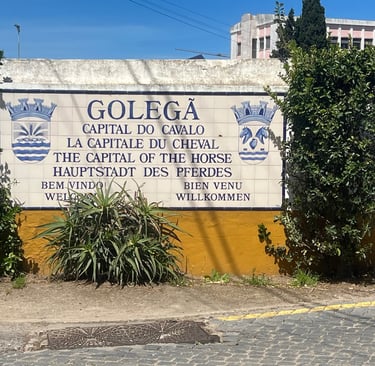 GOLEGÃ
CAPITAL DO CAVALO
LA CAPITALE DU CHEVAL
THE CAPITAL OF THE HORSE
HAUPTSTADT DES PFERDES
BEM VINDO BIEN VENU
WILLKOMMEN